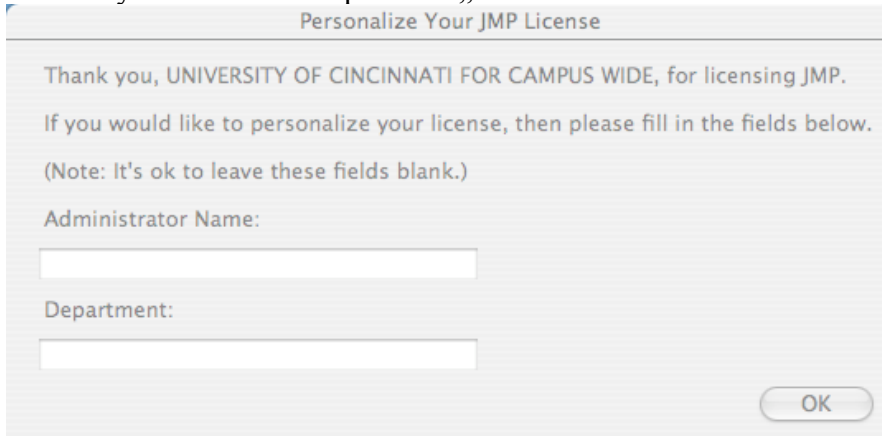 Personalize Your JMP License
Thank you, UNIVERSITY OF CINCINNATI FOR CAMPUS WIDE, for licensing JMP.
If you would like to personalize your license, then please fill in the fields below.
(Note: It's ok to leave these fields blank.)
Administrator Name:
Department:
OK